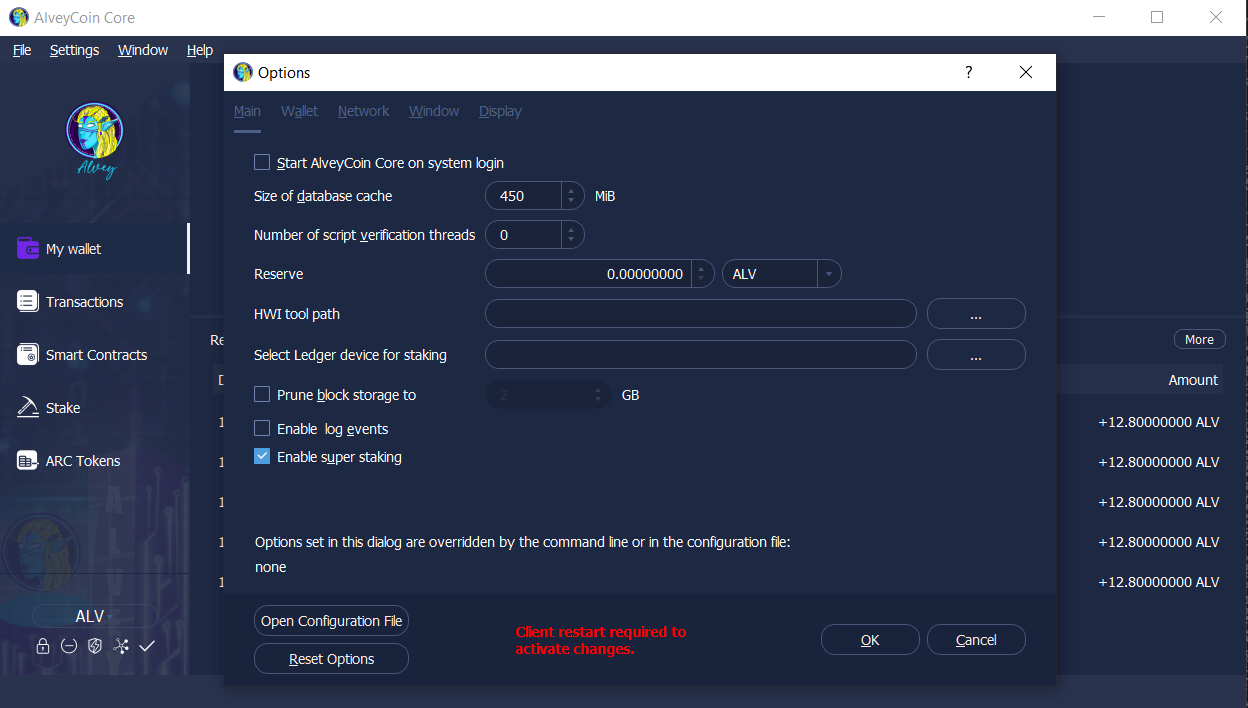 AlveyCoin Core
File Settings Window Help
Options
?
Main Wallet Network Window Display
Alvey
Start AlveyCoin Core on system login
Size of database cache 450 MiB
Number of script verification threads 0
Reserve 0.00000000 ALV
HWI tool path ...
Select Ledger device for staking ...
Prune block storage to 2 GB
Enable log events
Enable super staking
Options set in this dialog are overridden by the command line or in the configuration file:
none
Open Configuration File
Reset Options
Client restart required to
activate changes.
OK Cancel
My wallet
Transactions
Smart Contracts
Stake
ARC Tokens
ALV
Re
More
D
Amount
1 +12.80000000 ALV
1 +12.80000000 ALV
1 +12.80000000 ALV
1 +12.80000000 ALV
1 +12.80000000 ALV